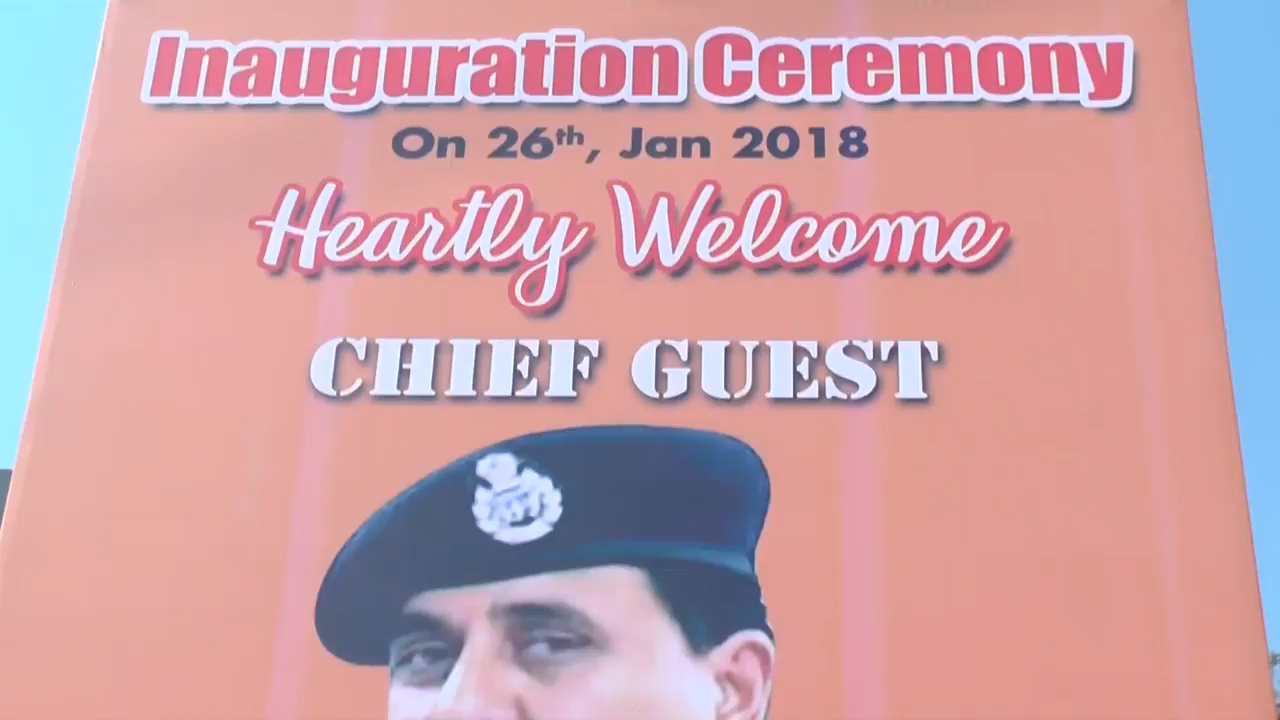 Inauguration Ceremony
On 26th, Jan 2018
Heartly Welcome
CHIEF GUEST